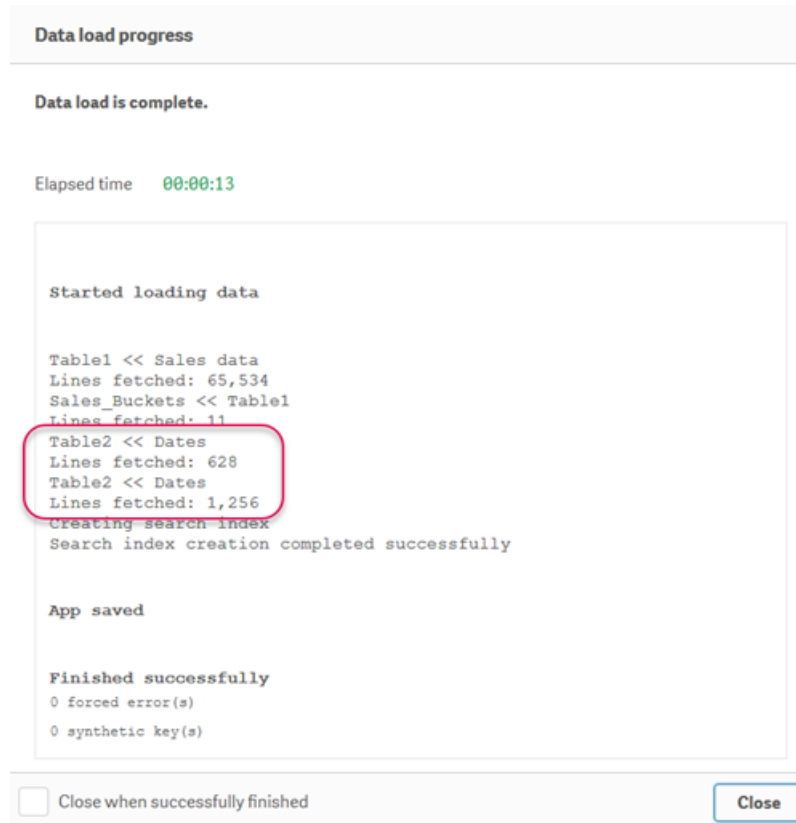 Data load progress
Data load is complete.
Elapsed time 00:00:13
Started loading data
Table1 << Sales data
Lines fetched: 65,534
Sales_Buckets << Table1
Lines fetched: 11
Table2 << Dates
Lines fetched: 628
Table2 << Dates
Lines fetched: 1,256
Creating search index
Search index creation completed successfully
App saved
Finished successfully
0 forced error(s)
0 synthetic key(s)
Close when successfully finished
Close